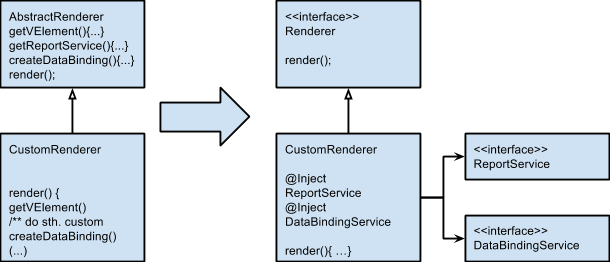 AbstractRenderer
getVElement(){...}
getReportService(){...}
createDataBinding(){...}
render();
CustomRenderer
render() {
getVElement()
/** do sth. custom
createDataBinding()
(...)
<<interface>>
Renderer
render();
CustomRenderer
@Inject
ReportService
@Inject
DataBindingService
render(){ …}
<<interface>>
ReportService
<<interface>>
DataBindingService